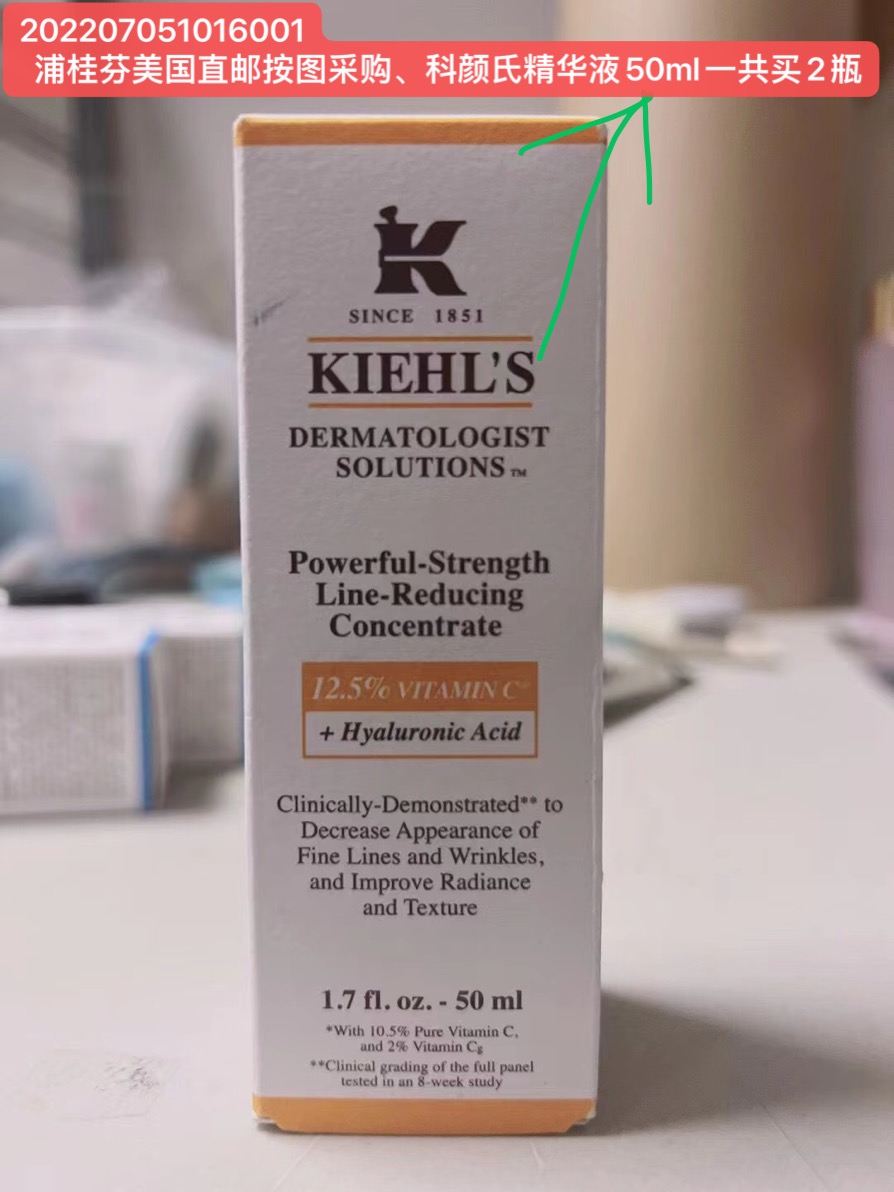 202207051016001
浦桂芬美国直邮按图采购、科颜氏精华液50ml一共买2瓶
K
SINCE 1851
KIEHL'S
DERMATOLOGIST
SOLUTIONS™
Powerful-Strength
Line-Reducing
Concentrate
12.5% VITAMIN C*
+ Hyaluronic Acid
Clinically-Demonstrated** to
Decrease Appearance of
Fine Lines and Wrinkles,
and Improve Radiance
and Texture
1.7 fl. oz. - 50 ml
*With 10.5% Pure Vitamin C,
and 2% Vitamin Cg
**Clinical grading of the full panel
tested in an 8-week study